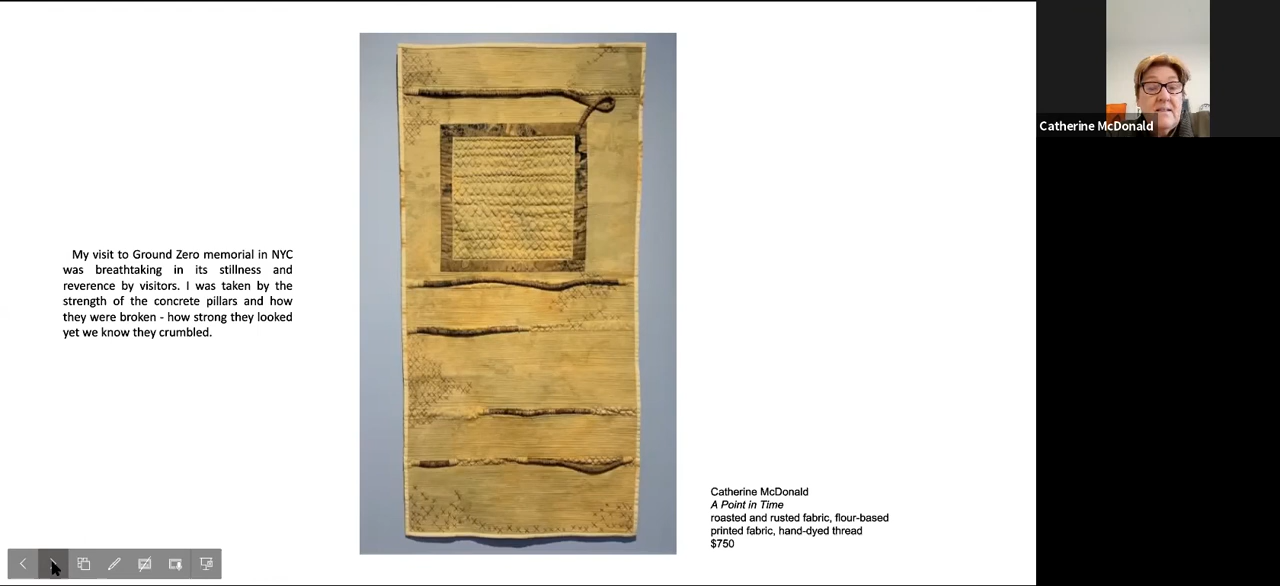 My visit to Ground Zero memorial in NYC
was breathtaking in its stillness and
reverence by visitors. I was taken by the
strength of the concrete pillars and how
they were broken - how strong they looked
yet we know they crumbled.
Catherine McDonald
A Point in Time
roasted and rusted fabric, flour-based
printed fabric, hand-dyed thread
$750
Catherine McDonald